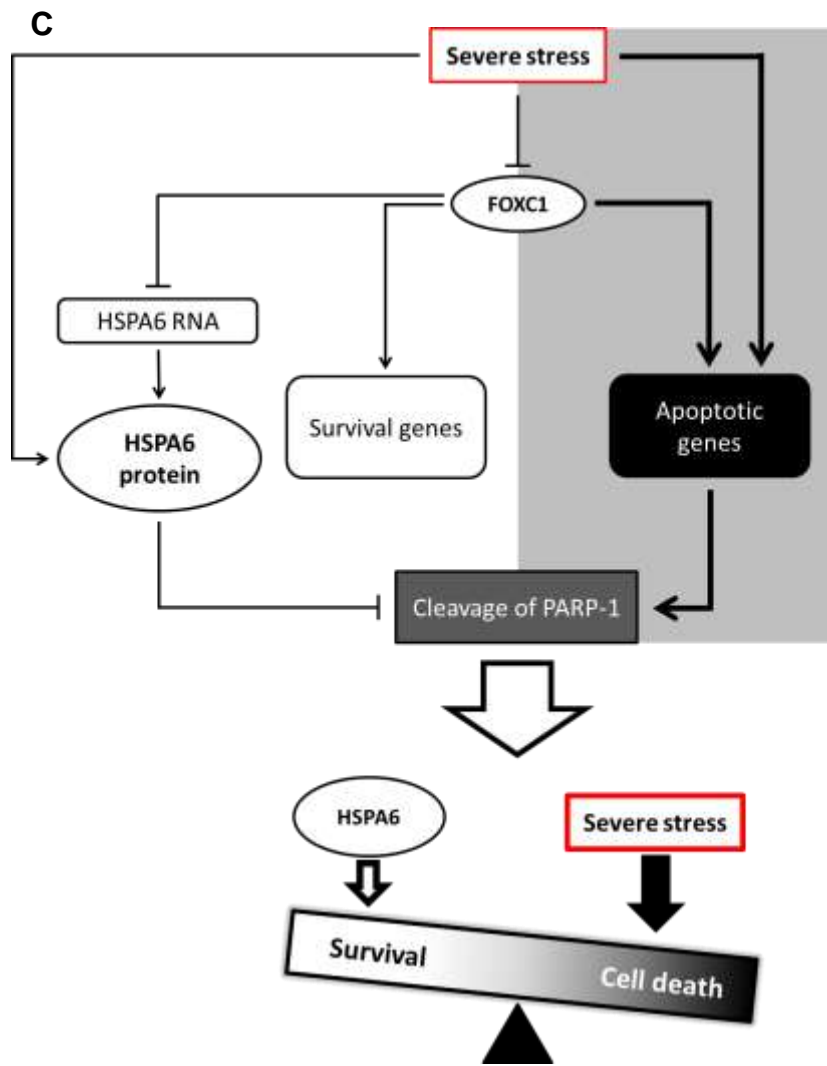 C
Severe stress
FOXC1
HSPA6 RNA
HSPA6
protein
Survival genes
Apoptotic
genes
Cleavage of PARP-1
HSPA6
Severe stress
Survival
Cell death